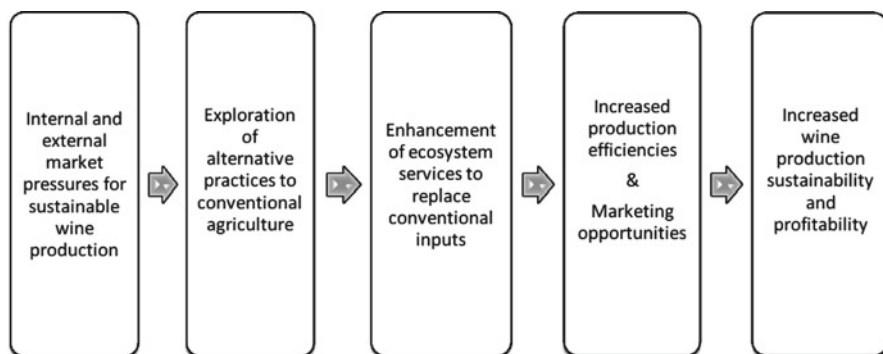 Internal and
external
market
pressures for
sustainable
wine
production
Exploration
of
alternative
practices to
conventional
agriculture
Enhancement
of ecosystem
services to
replace
conventional
inputs
Increased
production
efficiencies
&
Marketing
opportunities
Increased
wine
production
sustainability
and
profitability